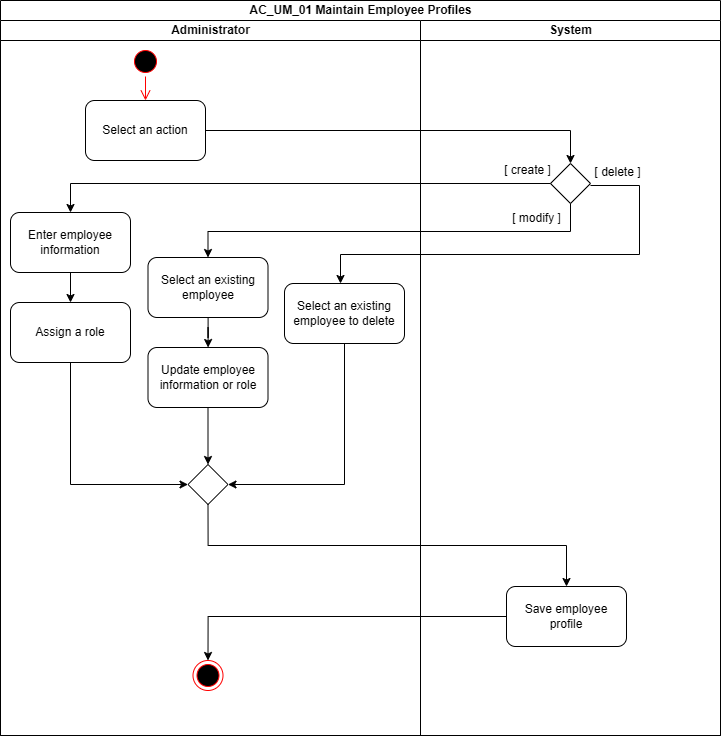 AC_UM_01 Maintain Employee Profiles
Administrator
System
Select an action
[ create ]
[ delete ]
[ modify ]
Enter employee
information
Select an existing
employee
Select an existing
employee to delete
Assign a role
Update employee
information or role
Save employee
profile